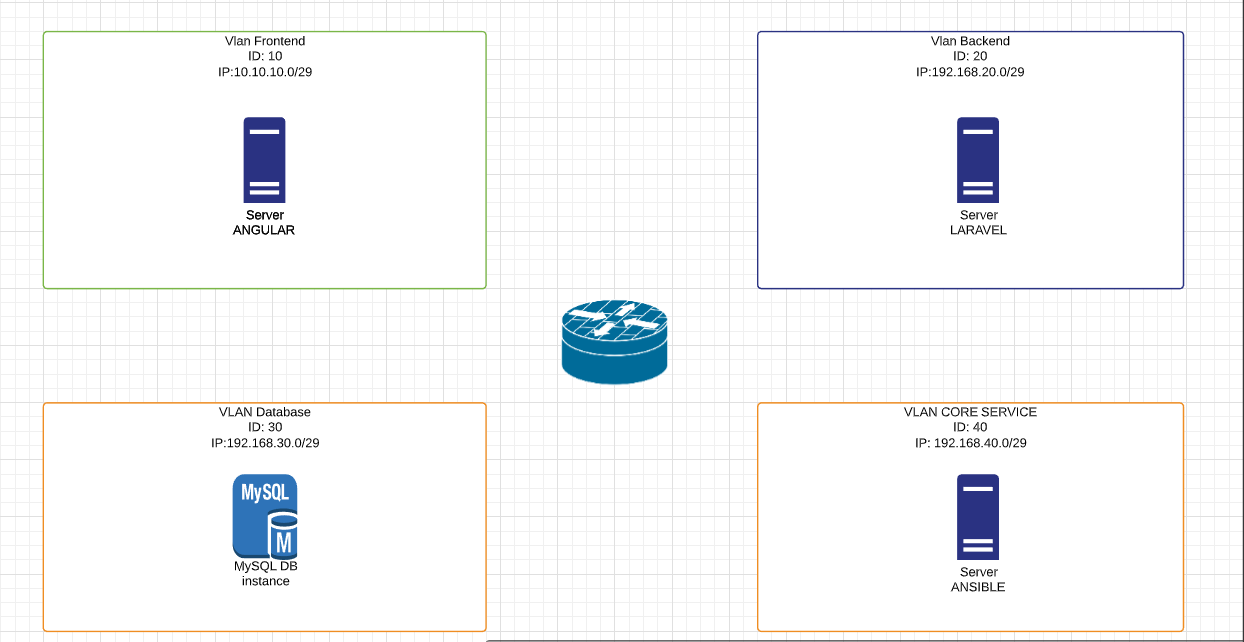 Vlan Frontend
ID: 10
IP:10.10.10.0/29
Server
ANGULAR
Vlan Backend
ID: 20
IP:192.168.20.0/29
Server
LARAVEL
VLAN Database
ID: 30
IP:192.168.30.0/29
MySQL
M
MySQL DB
instance
VLAN CORE SERVICE
ID: 40
IP: 192.168.40.0/29
Server
ANSIBLE